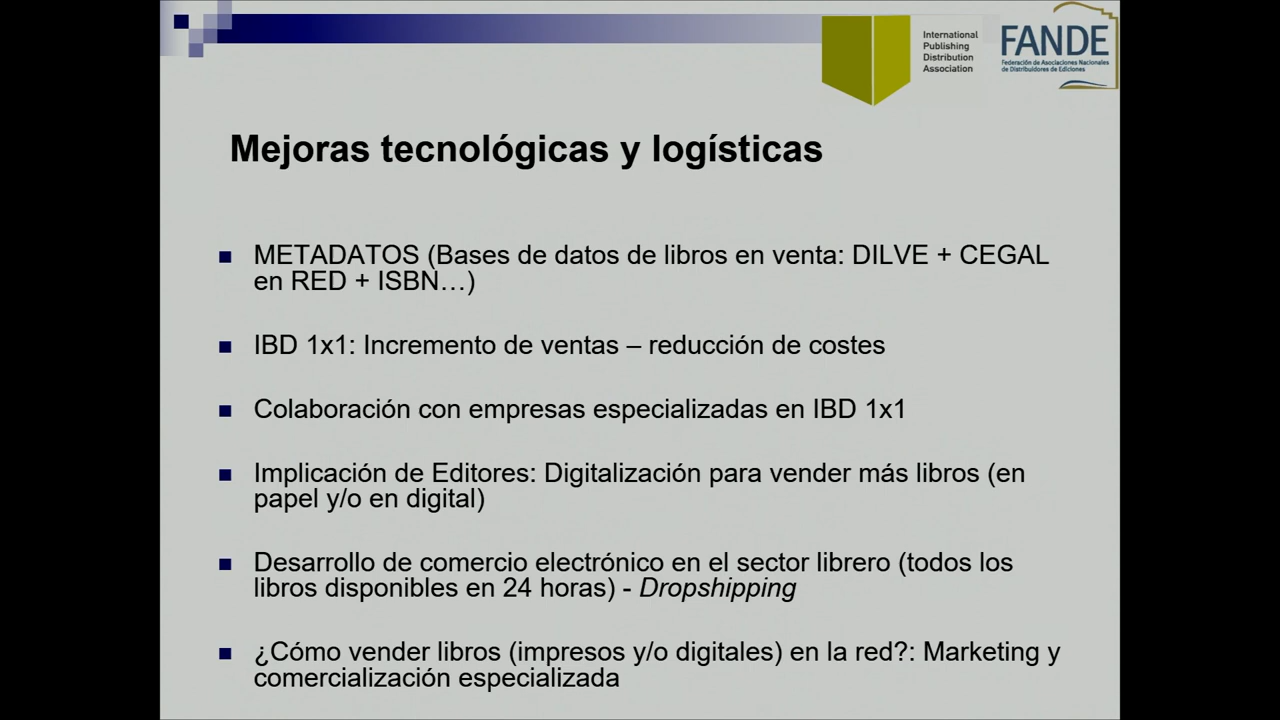 International
Publishing
Distribution
Association
FANDE
Federación de Asociaciones Nacionales
de Distribuidores de Ediciones
Mejoras tecnológicas y logísticas
METADATOS (Bases de datos de libros en venta: DILVE + CEGAL
en RED + ISBN…)
IBD 1x1: Incremento de ventas – reducción de costes
Colaboración con empresas especializadas en IBD 1x1
Implicación de Editores: Digitalización para vender más libros (en
papel y/o en digital)
Desarrollo de comercio electrónico en el sector librero (todos los
libros disponibles en 24 horas) - Dropshipping
¿Cómo vender libros (impresos y/o digitales) en la red?: Marketing y
comercialización especializada